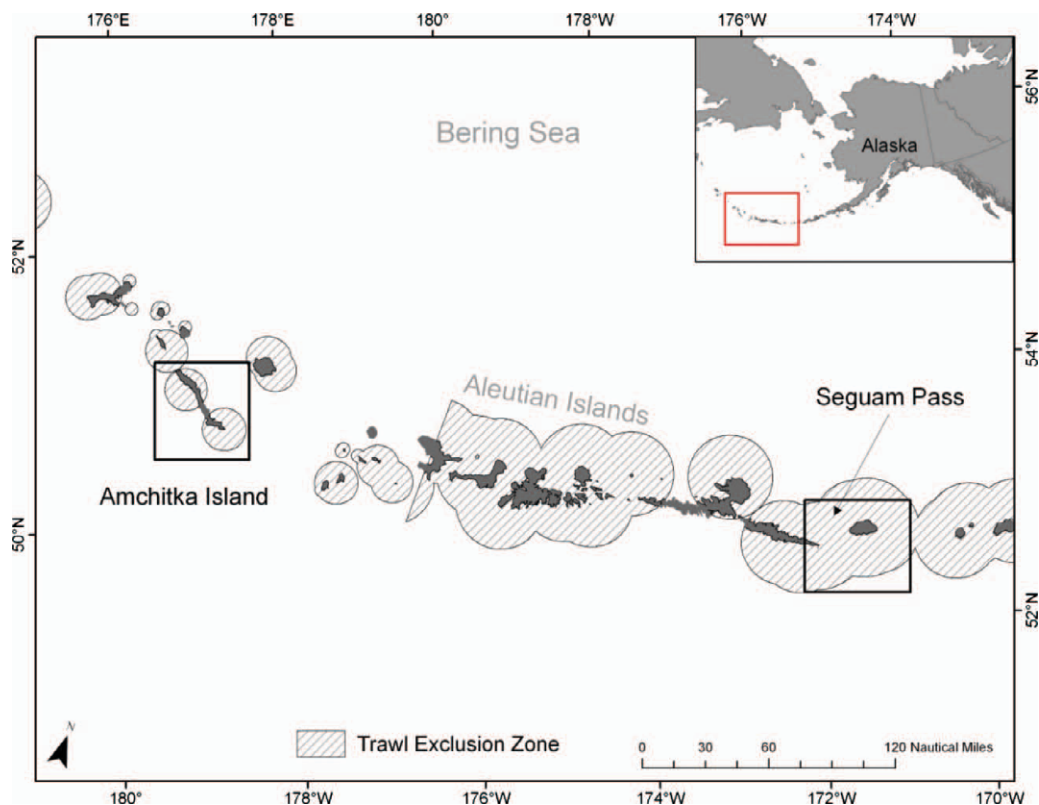 176°E 178°E 180° 178°W 176°W 174°W
56°N
Alaska
Bering Sea
52°N
54°N
Aleutian Islands
Seguam Pass
Amchitka Island
50°N
52°N
N
Trawl Exclusion Zone
0 30 60 120 Nautical Miles
180° 178°W 176°W 174°W 172°W 170°W